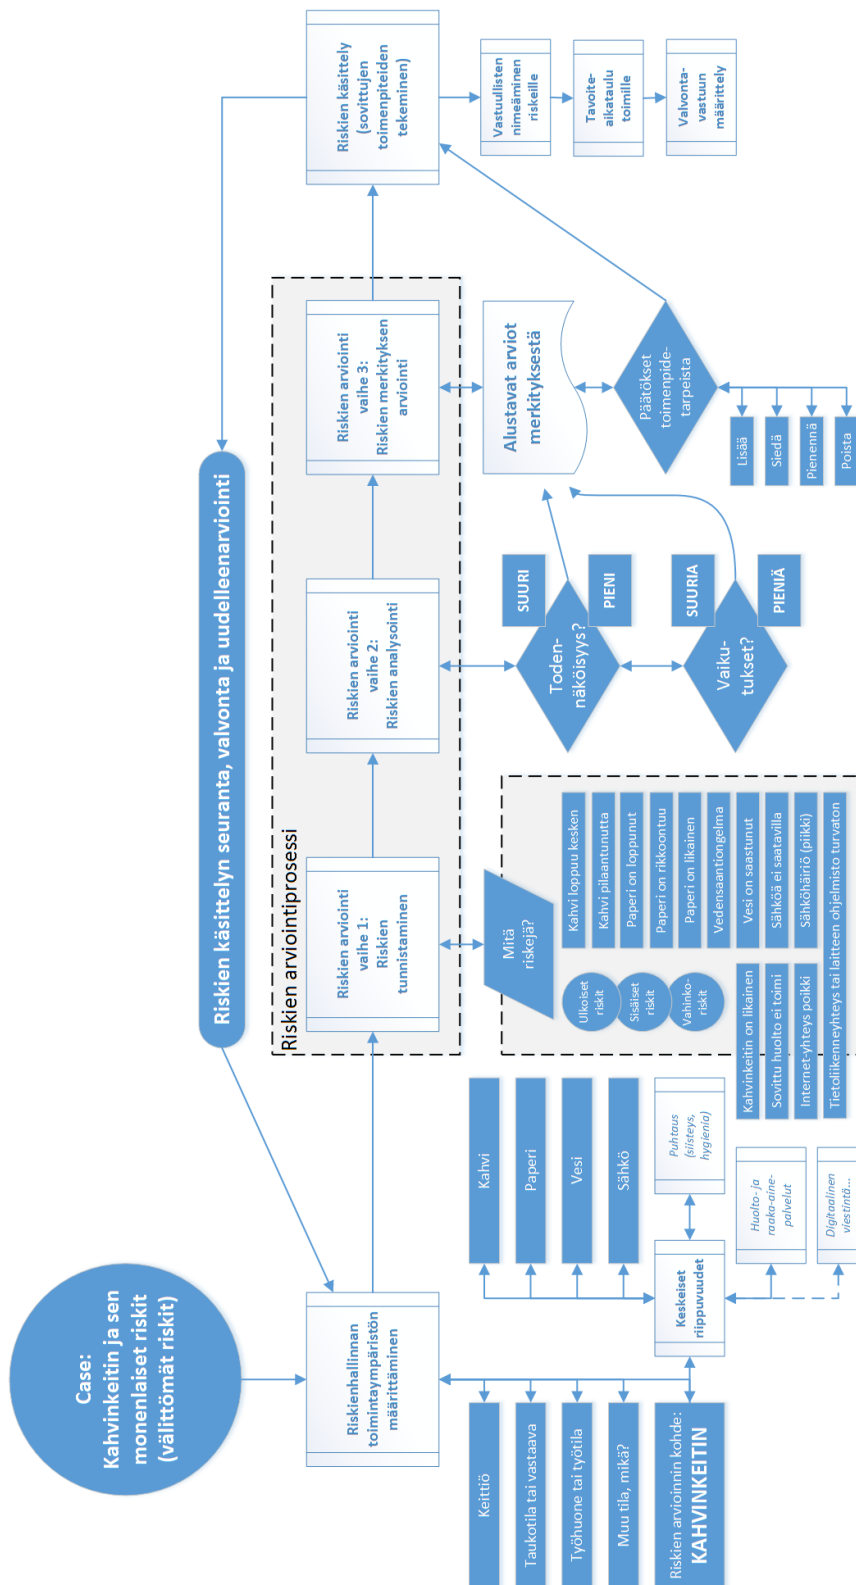 Case:
Kahvinkeitin ja sen
monenlaiset riskit
(välittömät riskit)
Riskien käsittelyn seuranta, valvonta ja uudelleenarviointi
Riskienhallinnan
toimintaympäristön
määrittäminen
Riskien arviointiprosessi
Riskien arviointi
vaihe 1:
Riskien
tunnistaminen
Riskien arviointi
vaihe 2:
Riskien analysointi
Riskien arviointi
vaihe 3:
Riskien merkityksen
arviointi
Riskien käsittely
(sovittujen
toimenpiteiden
tekeminen)
Keittiö
Taukotila tai vastaava
Työhuone tai työtila
Muu tila, mikä?
Riskien arvioinnin kohde:
KAHVINKEITIN
Keskeiset
riippuvuudet
Kahvi
Paperi
Vesi
Sähkö
Puhtaus
(siisteys,
hygienia)
Huolto- ja
raaka-aine-
palvelut
Digitaalinen
viestintä...
Mitä
riskejä?
Ulkoiset
riskit
Sisäiset
riskit
Vahinko-
riskit
Kahvi loppuu kesken
Kahvi pilaantunutta
Paperi on loppunut
Paperi on rikkoontuu
Paperi on likainen
Vedensaantiongelma
Vesi on saastunut
Sähköä ei saatavilla
Sähköhäiriö (piikki)
Kahvinkeitin on likainen
Sovittu huolto ei toimi
Internet-yhteys poikki
Tietoliikenneyhteys tai laitteen ohjelmisto turvaton
Toden-
näköisyys?
SUURI
PIENI
Vaiku-
tukset?
SUURIA
PIENIÄ
Alustavat arviot
merkityksestä
Päätökset
toimenpide-
tarpeista
Lisää
Siedä
Pienennä
Poista
Vastuullisten
nimeäminen
riskeille
Tavoite-
aikataulu
toimille
Valvonta-
vastuun
määrittely